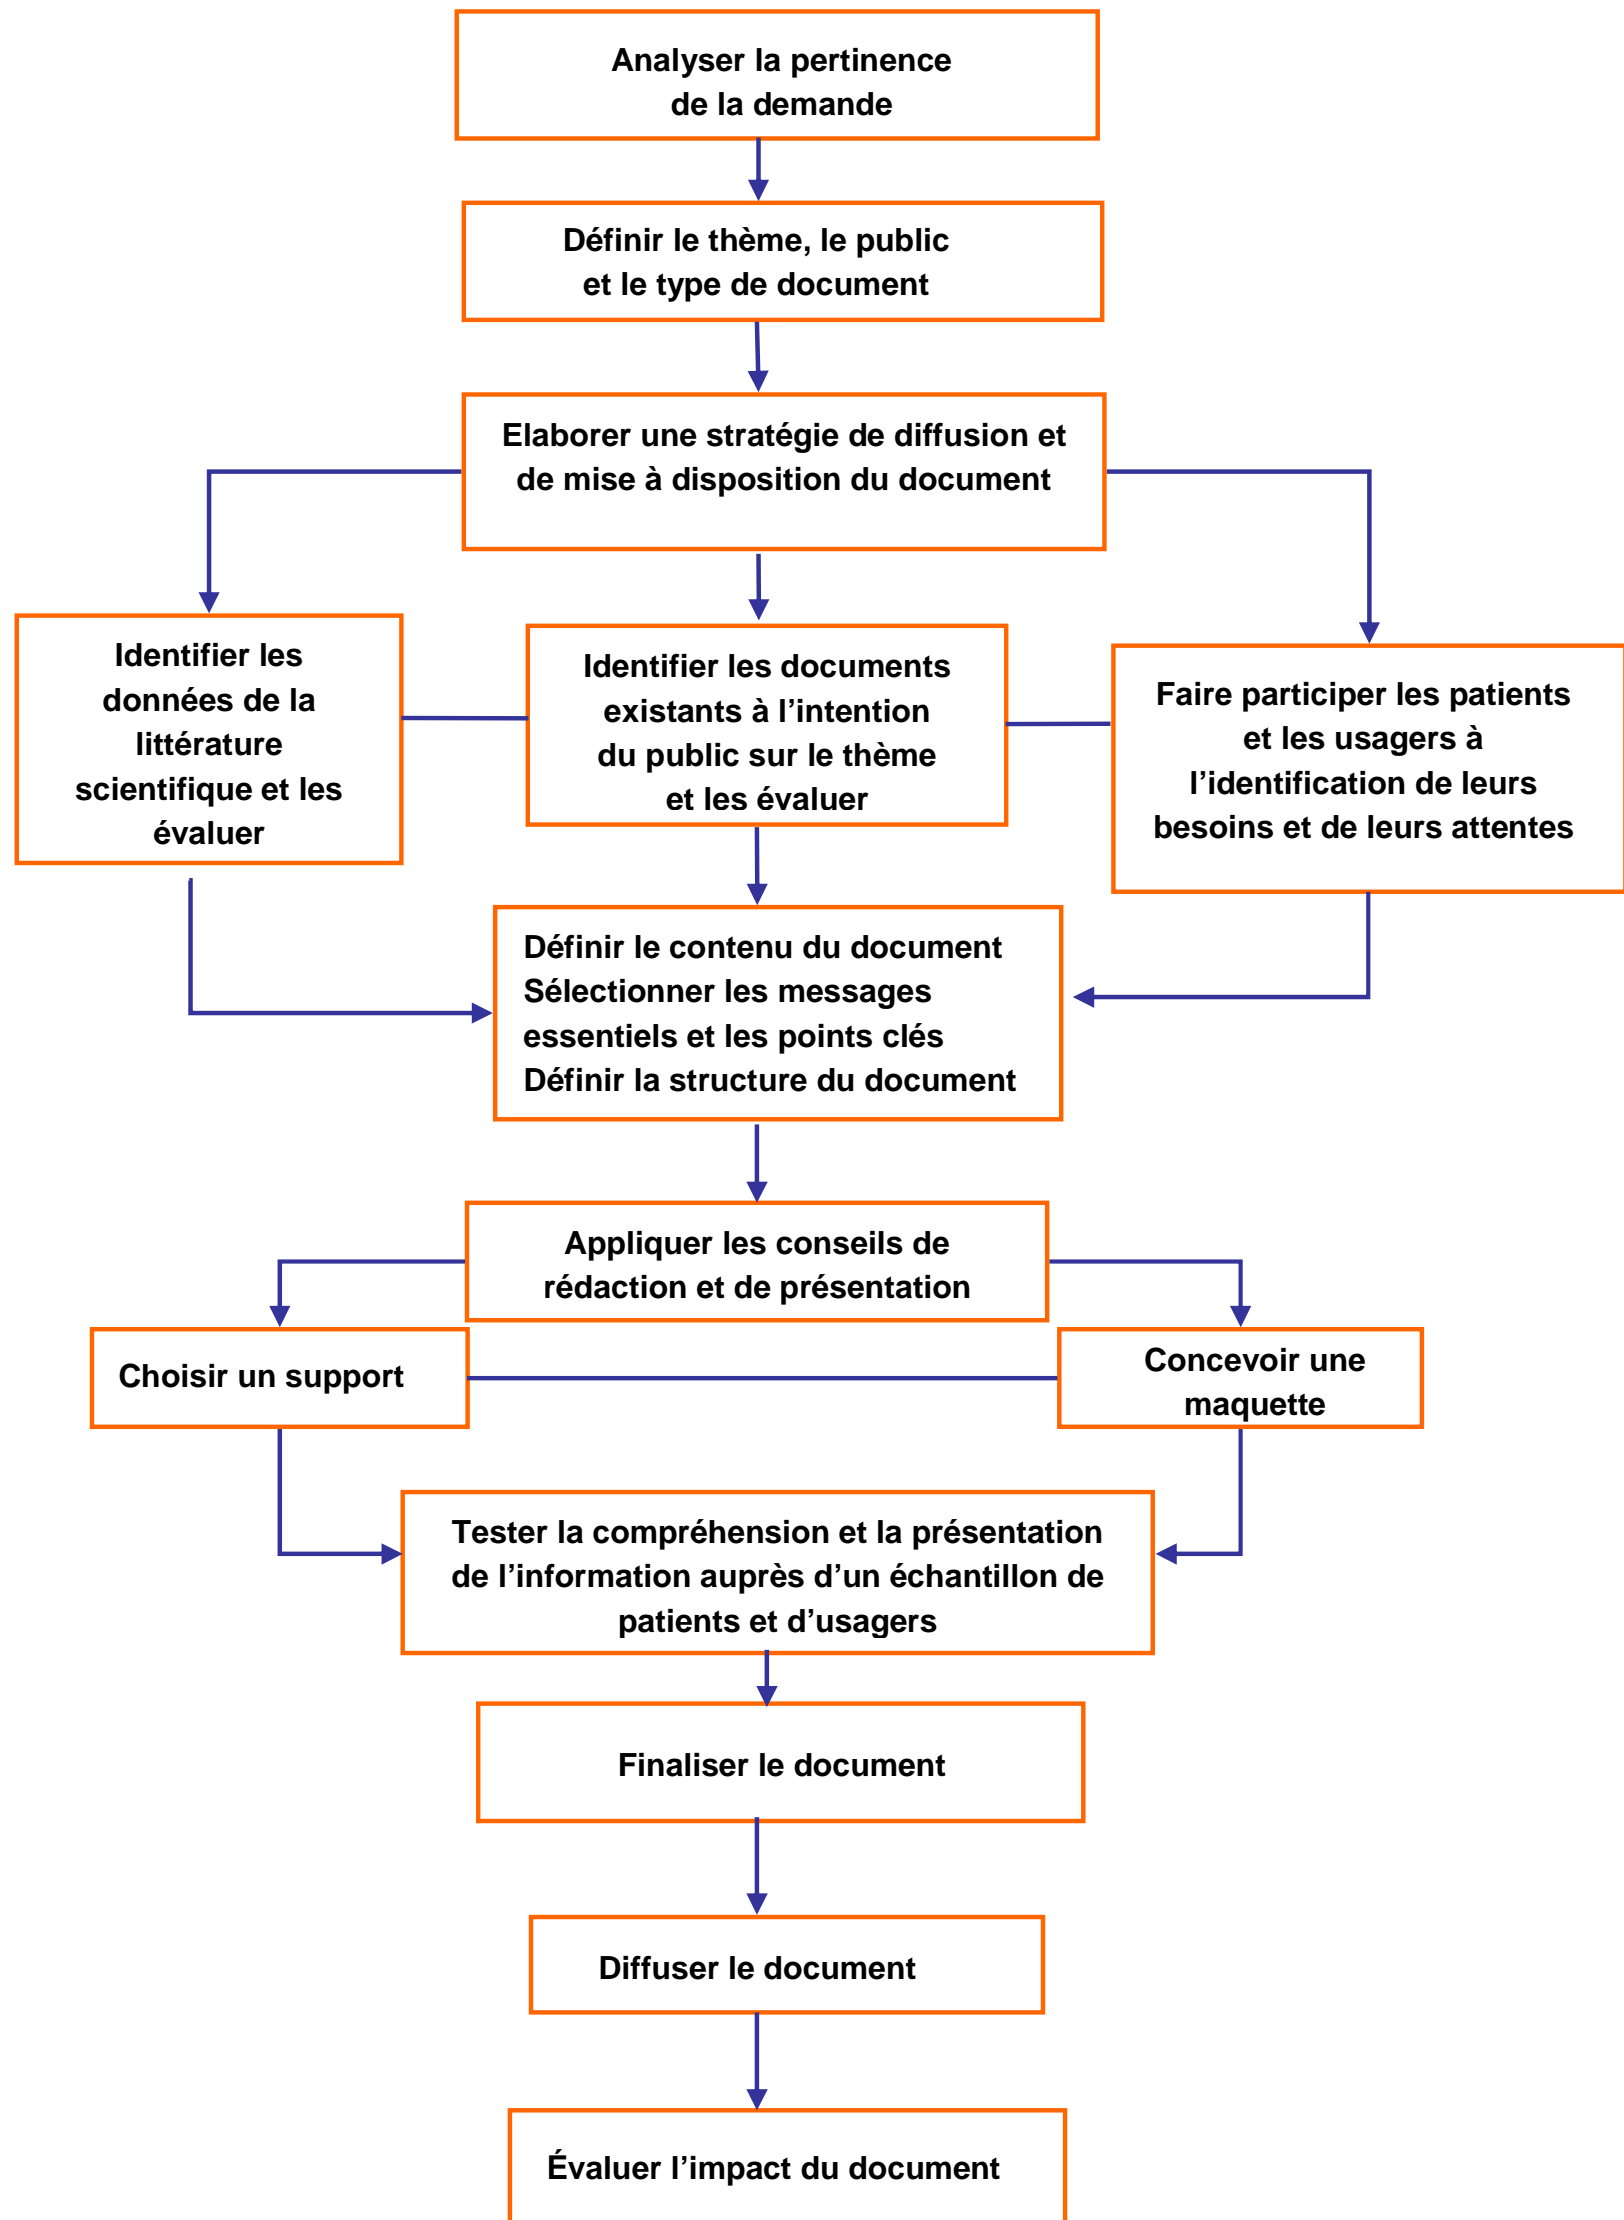 Analyser la pertinence
de la demande
Définir le thème, le public
et le type de document
Elaborer une stratégie de diffusion et
de mise à disposition du document
Identifier les
données de la
littérature
scientifique et les
évaluer
Identifier les documents
existants à l’intention
du public sur le thème
et les évaluer
Faire participer les patients
et les usagers à
l’identification de leurs
besoins et de leurs attentes
Définir le contenu du document
Sélectionner les messages
essentiels et les points clés
Définir la structure du document
Appliquer les conseils de
rédaction et de présentation
Choisir un support
Concevoir une
maquette
Tester la compréhension et la présentation
de l’information auprès d’un échantillon de
patients et d’usagers
Finaliser le document
Diffuser le document
Évaluer l’impact du document